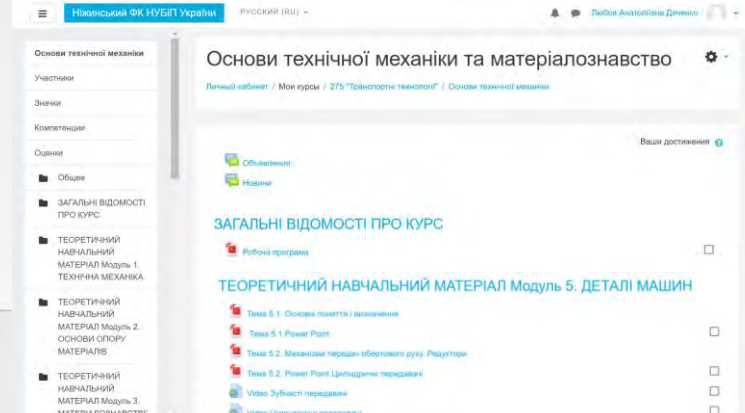 Ніжинський ФК НУБІП України
РУССКИЙ (RU)
Любов Анатоліївна Дяченко
Основи технічної механіки
Участники
Значки
Компетенции
Оценки
Общее
ЗАГАЛЬНІ ВІДОМОСТІ
ПРО КУРС
ТЕОРЕТИЧНИЙ
НАВЧАЛЬНИЙ
МАТЕРІАЛ Модуль 1.
ТЕХНІЧНА МЕХАНІКА
ТЕОРЕТИЧНИЙ
НАВЧАЛЬНИЙ
МАТЕРІАЛ Модуль 2.
ОСНОВИ ОПОРУ
МАТЕРІАЛІВ
ТЕОРЕТИЧНИЙ
НАВЧАЛЬНИЙ
МАТЕРІАЛ Модуль 3.
Основи технічної механіки та матеріалознавство
Личный кабинет / Мои курсы / 275 "Транспортні технології" / Основи технічної механіки
Ваши достижения
Объявления
Новини
ЗАГАЛЬНІ ВІДОМОСТІ ПРО КУРС
Робоча програма
ТЕОРЕТИЧНИЙ НАВЧАЛЬНИЙ МАТЕРІАЛ Модуль 5. ДЕТАЛІ МАШИН
Тема 5.1. Основні поняття і визначення
Тема 5.1 Power Point
Тема 5.2. Механізми передач обертового руху. Редуктори
Тема 5.2. Power Point Циліндричні передавачі
Video Зубчасті передавачі